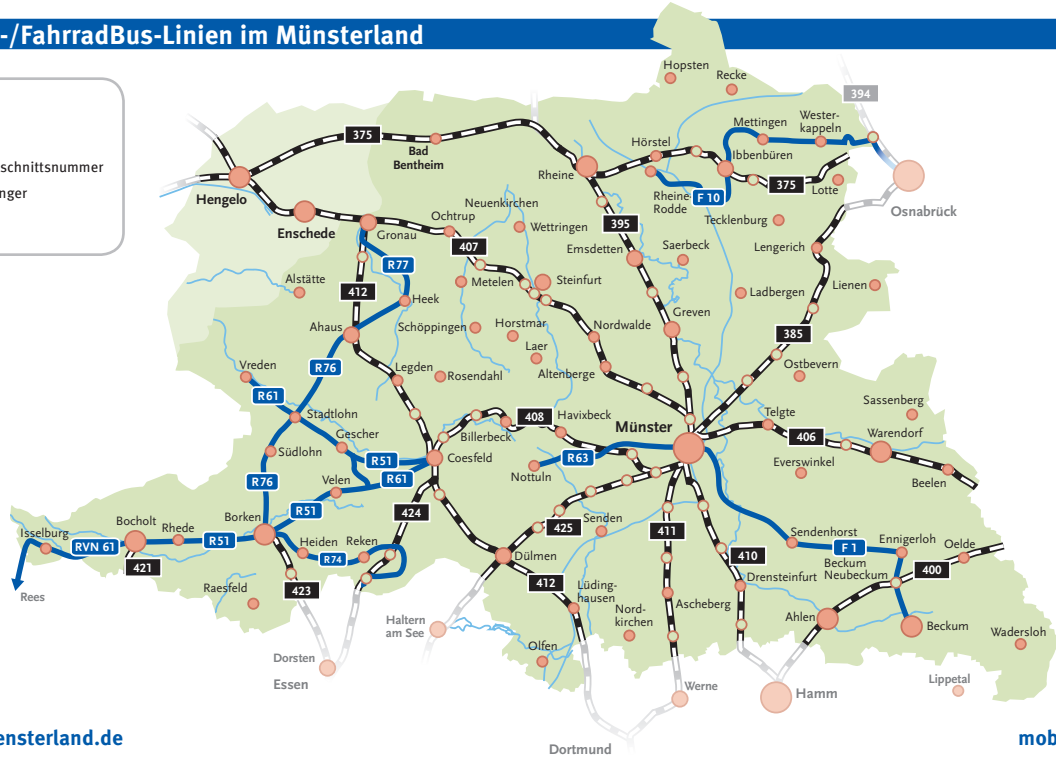 -/FahrradBus-Linien im Münsterland
schnittsnummer
nger
Hopsten
Recke
394
Mettingen
Wester-
kappeln
375
Bad
Bentheim
Hörstel
Ibbenbüren
Rheine
375
Lotte
Hengelo
Rheine
Rodde
F 10
Osnabrück
Neuenkirchen
Enschede
Ochtrup
Wettringen
395
Tecklenburg
Gronau
407
Emsdetten
Saerbeck
Lengerich
R77
Alstätte
412
Metelen
Steinfurt
Ladbergen
Lienen
Heek
Ahaus
Schöppingen
Horstmar
Nordwalde
Greven
385
Laer
Vreden
R76
Legden
Rosendahl
Altenberge
Ostbevern
R61
Sassenberg
Stadtlohn
408
Havixbeck
Telgte
Münster
Gescher
Billerbeck
406
Warendorf
Südlohn
R51
Coesfeld
R63
Everswinkel
R76
Velen
R61
Nottuln
Beelen
R51
424
Isselburg
Bocholt
Rhede
Borken
425
Senden
411
Sendenhorst
Ennigerloh
Oelde
RVN 61
R51
Heiden
Reken
F 1
421
R74
Dülmen
410
Beckum
Neubeckum
400
423
412
Drensteinfurt
Rees
Raesfeld
Lüding-
hausen
Ascheberg
Nord-
kirchen
Ahlen
Beckum
Haltern
am See
Wadersloh
Olfen
Dorsten
Essen
Werne
Hamm
Lippetal
ensterland.de
mob
Dortmund